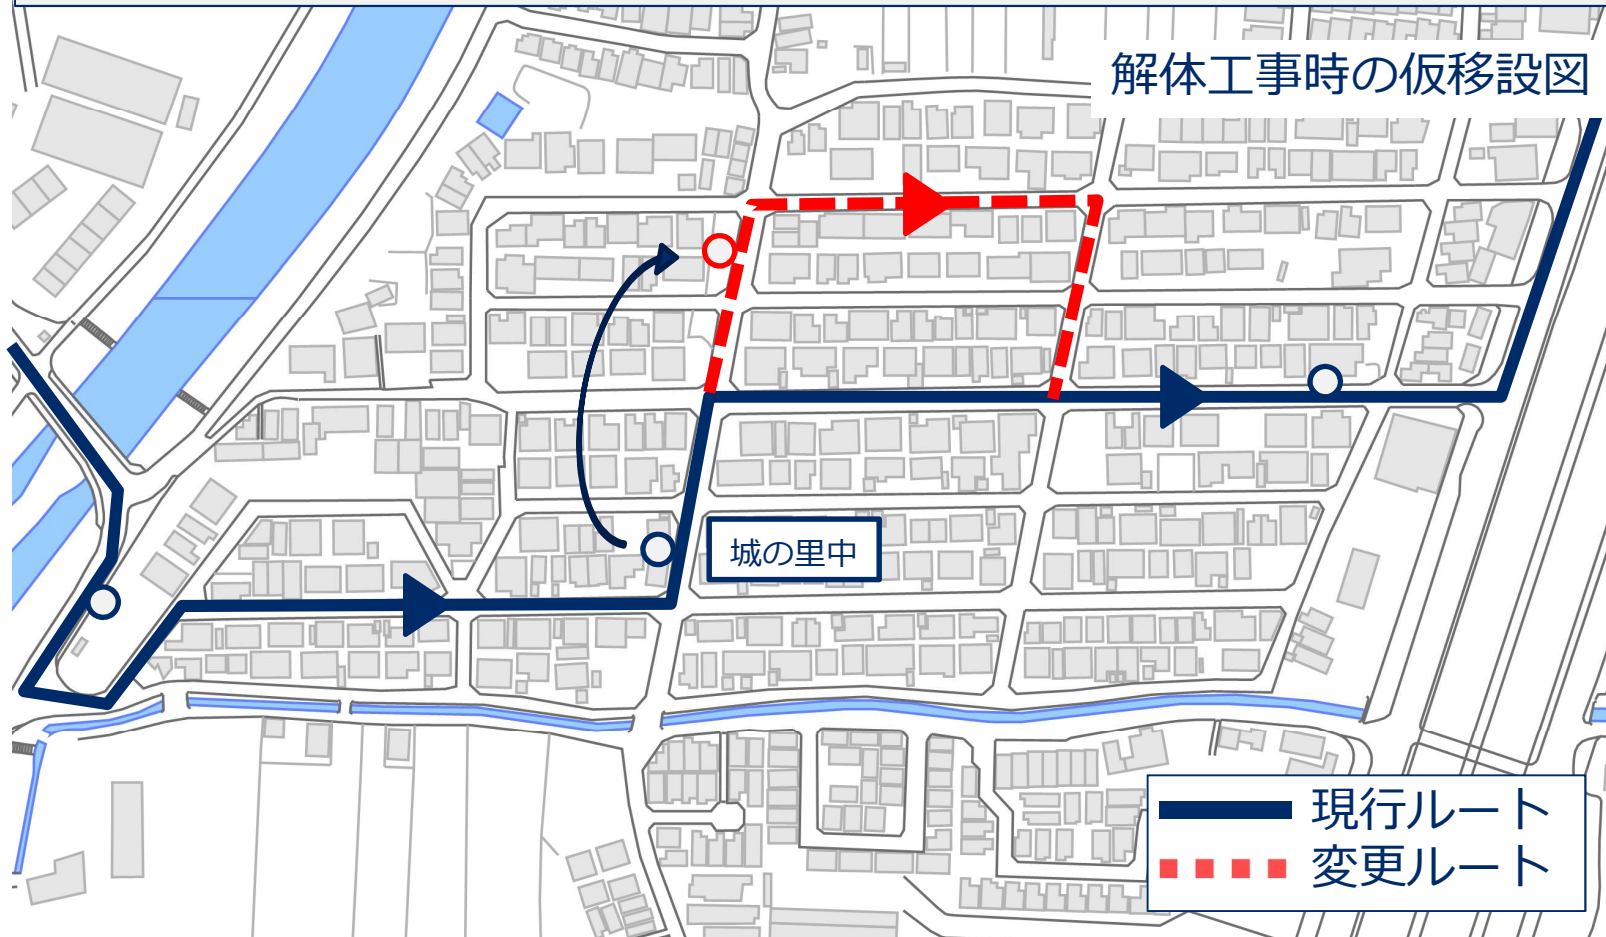 解体工事時の仮移設図
城の里中
現行ルート
変更ルート